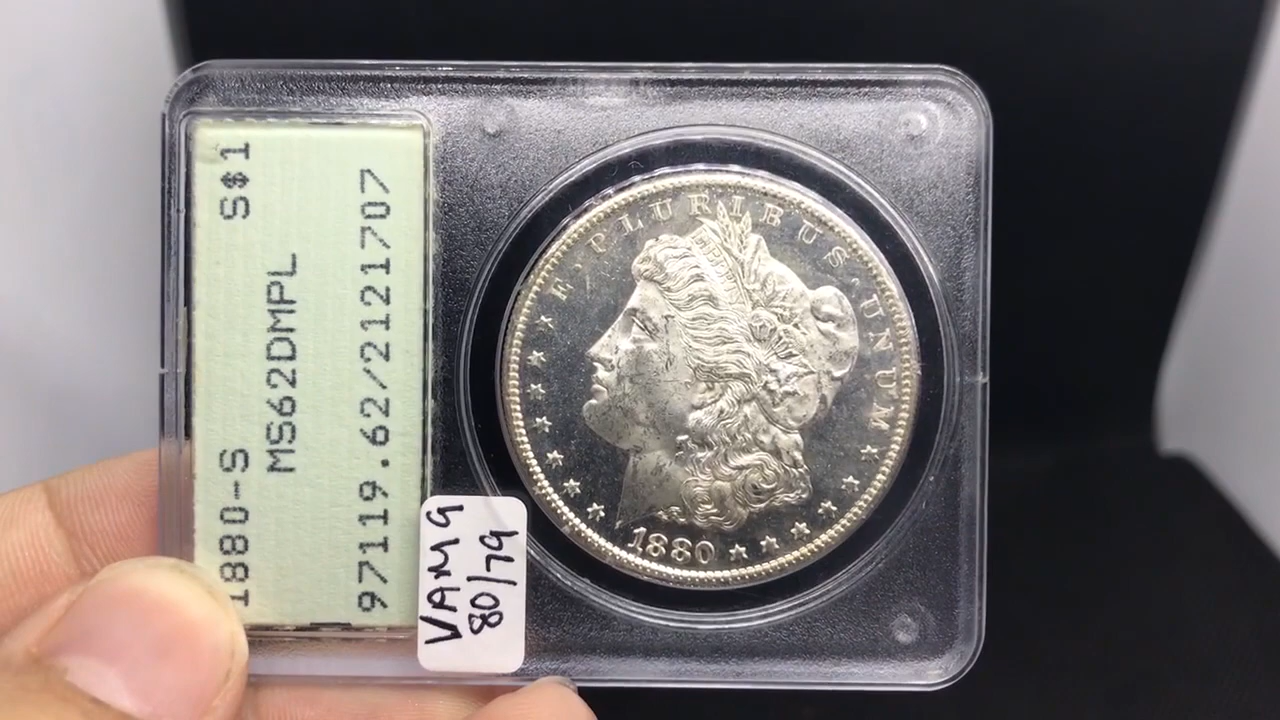 1880-S S$1
MS62DMPL
97119.62/2121707
VAM 9
80/79
E·PLURIBUS·UNUM
1880